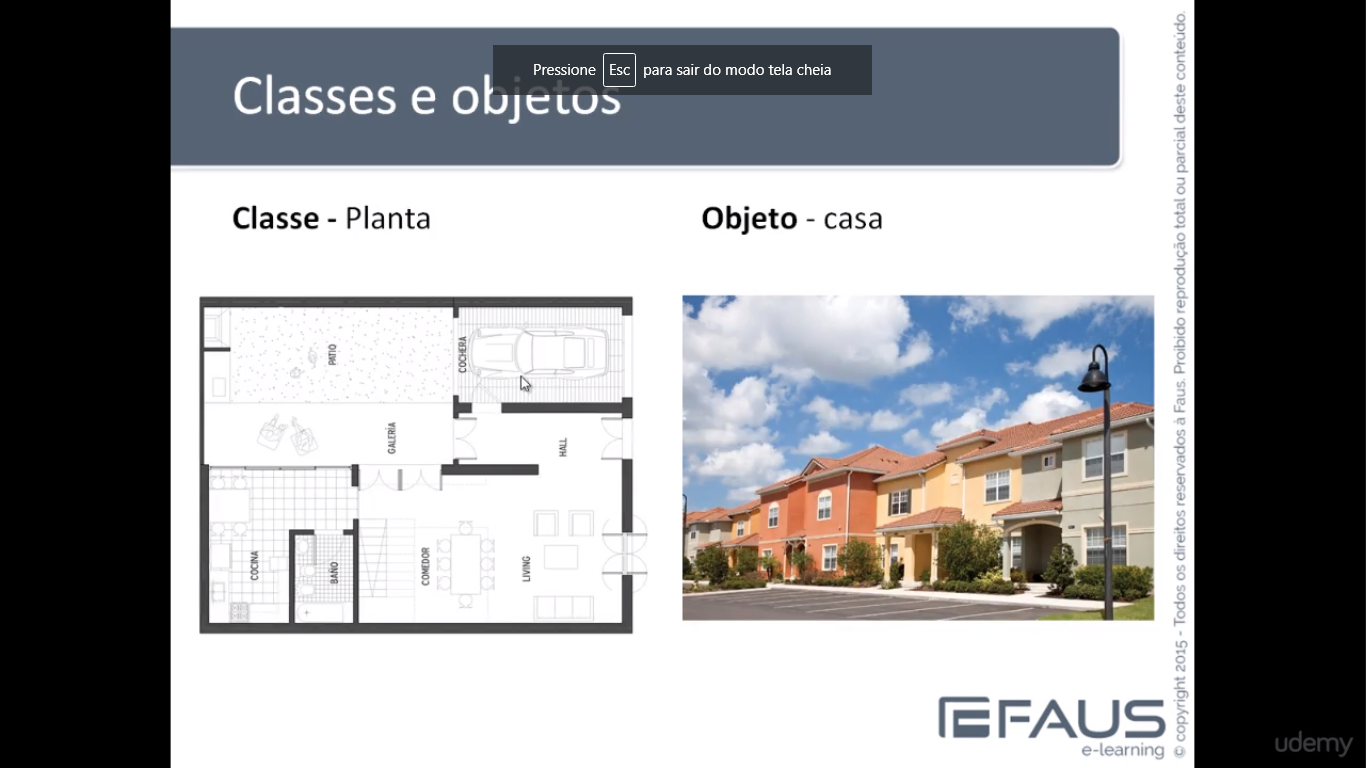 Pressione Esc para sair do modo tela cheia
Classes e objetos
Classe - Planta
Objeto - casa
PATIO
COCHERA
GALERÍA
HALL
COCINA
BAÑO
COMEDOR
LIVING
FAUS
e-learning
© copyright 2015 - Todos os direitos reservados à Faus. Proibido reprodução total ou parcial deste conteúdo.
udemy